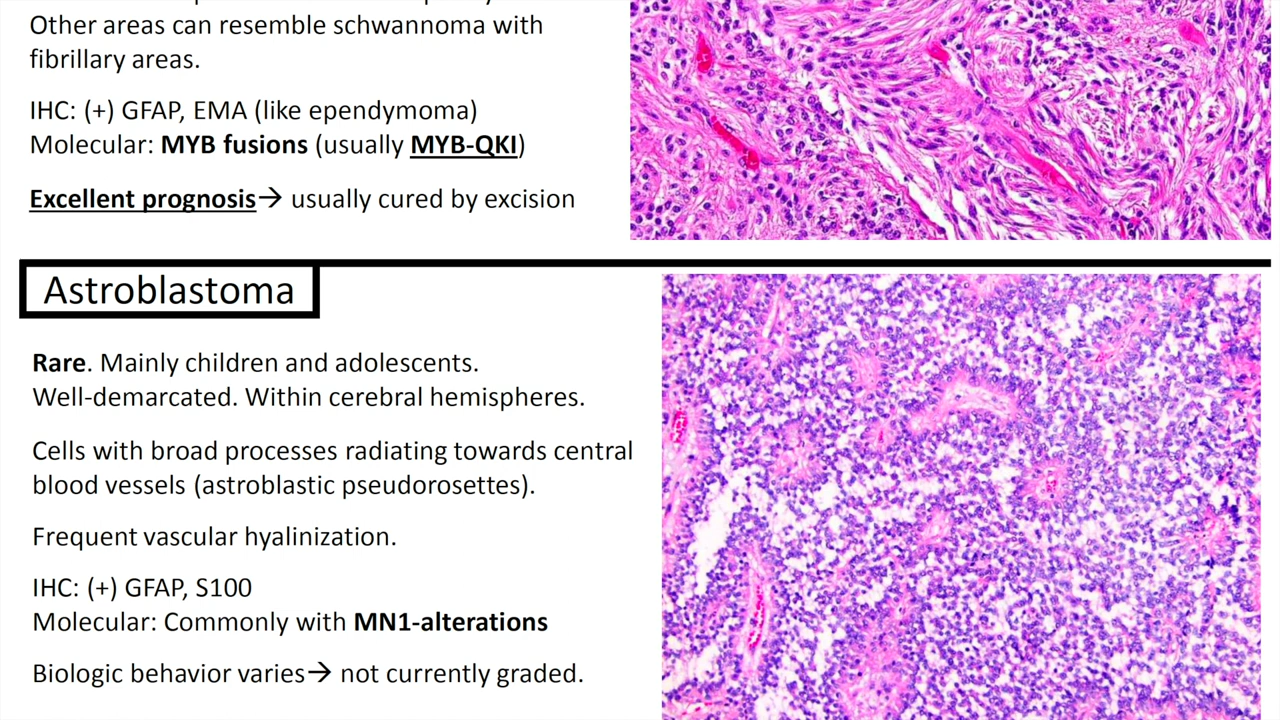 Other areas can resemble schwannoma with
fibrillary areas.
IHC: (+) GFAP, EMA (like ependymoma)
Molecular: MYB fusions (usually MYB-QKI)
Excellent prognosis→ usually cured by excision
Astroblastoma
Rare. Mainly children and adolescents.
Well-demarcated. Within cerebral hemispheres.
Cells with broad processes radiating towards central
blood vessels (astroblastic pseudorosettes).
Frequent vascular hyalinization.
IHC: (+) GFAP, S100
Molecular: Commonly with MN1-alterations
Biologic behavior varies→ not currently graded.